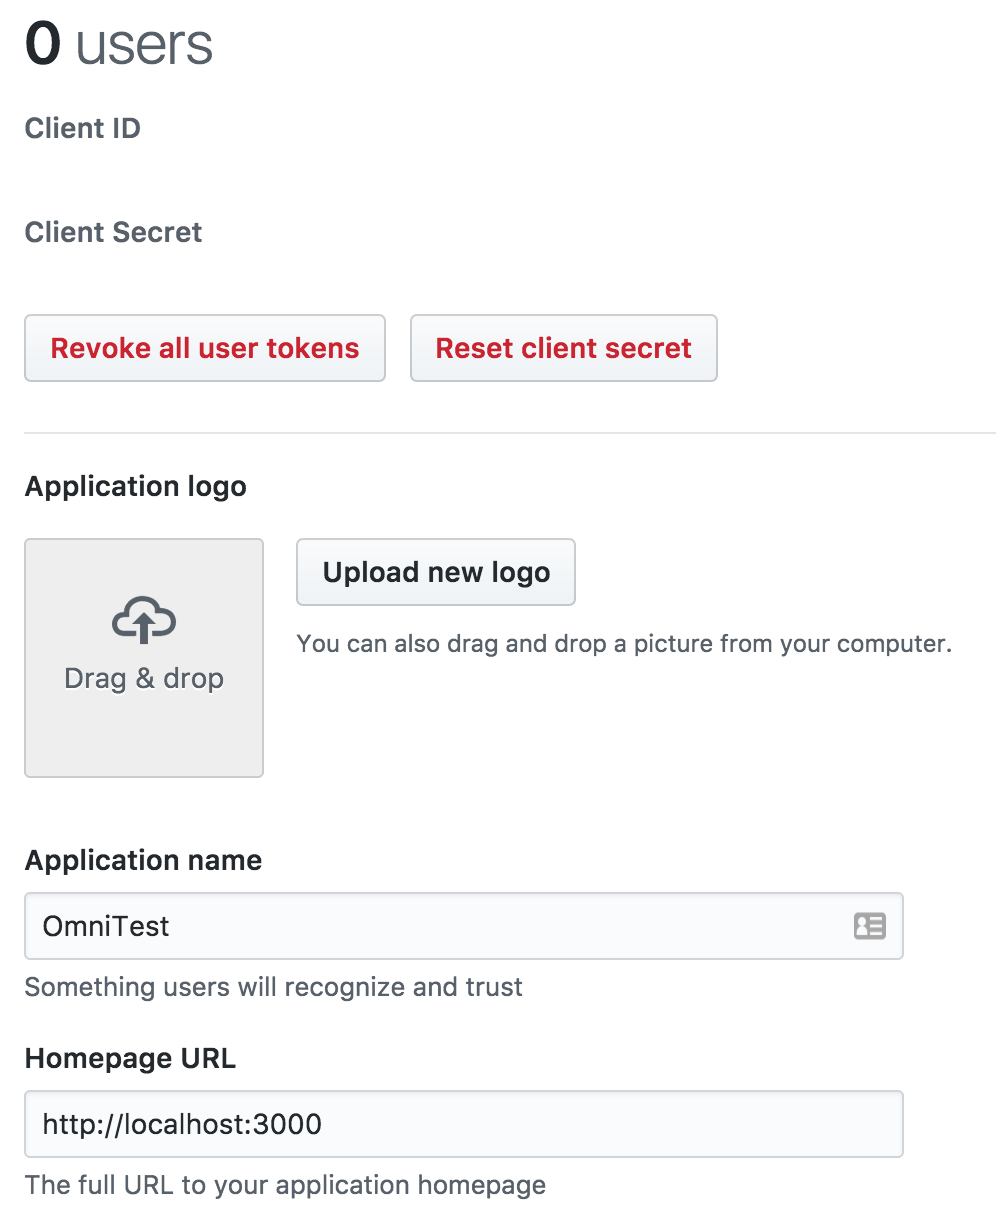 0 users
Client ID
Client Secret
Revoke all user tokens
Reset client secret
Application logo
Drag & drop
Upload new logo
You can also drag and drop a picture from your computer.
Application name
OmniTest
Something users will recognize and trust
Homepage URL
http://localhost:3000
The full URL to your application homepage